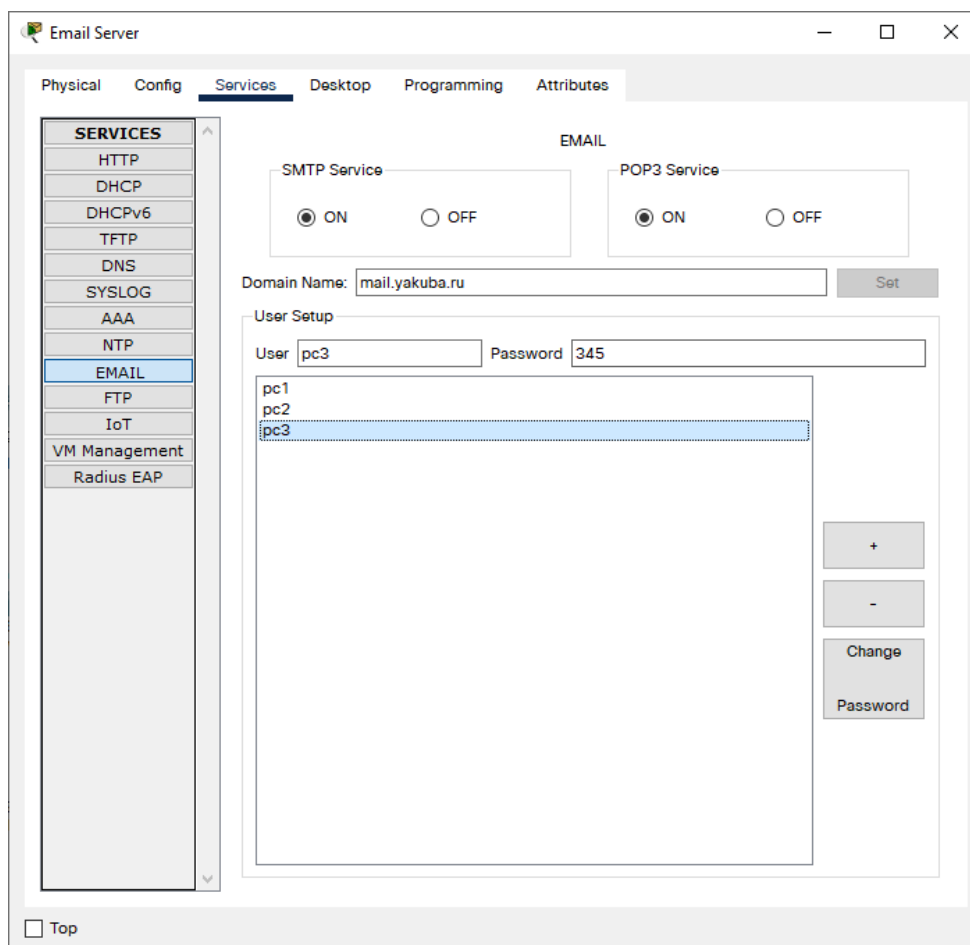 Email Server
Physical Config Services Desktop Programming Attributes
SERVICES
HTTP
DHCP
DHCPv6
TFTP
DNS
SYSLOG
AAA
NTP
EMAIL
FTP
IoT
VM Management
Radius EAP
EMAIL
SMTP Service
ON OFF
POP3 Service
ON OFF
Domain Name: mail.yakuba.ru Set
User Setup
User pc3 Password 345
pc1
pc2
pc3
+
-
Change
Password
Top